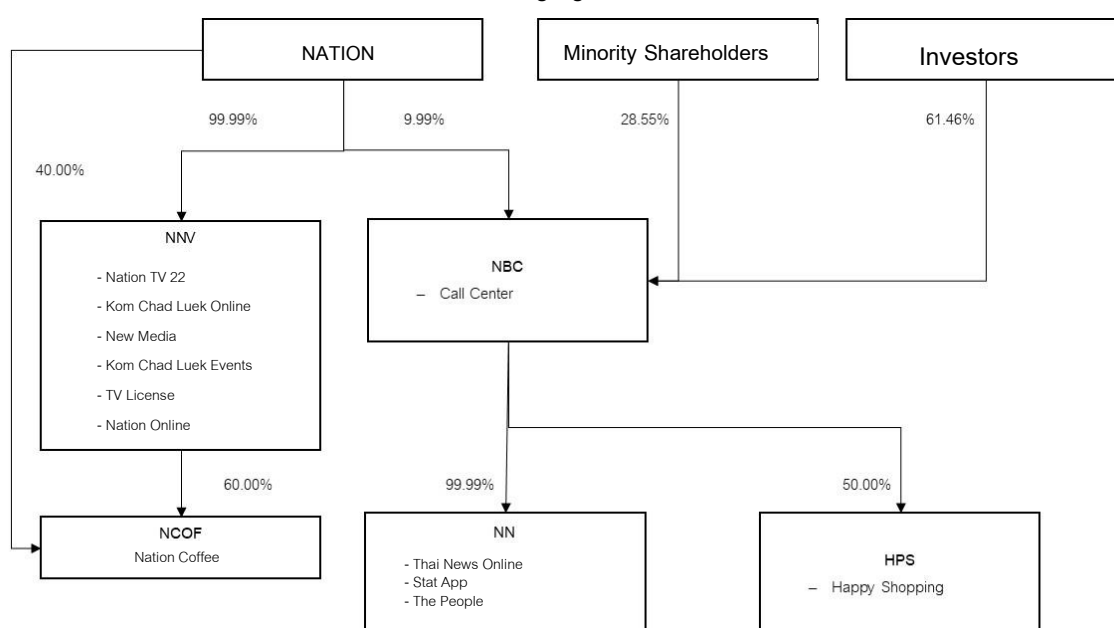 NATION
Minority Shareholders
Investors
99.99%
9.99%
28.55%
61.46%
40.00%
NNV
- Nation TV 22
- Kom Chad Luek Online
- New Media
- Kom Chad Luek Events
- TV License
- Nation Online
NBC
– Call Center
60.00%
99.99%
50.00%
NCOF
Nation Coffee
NN
- Thai News Online
- Stat App
- The People
HPS
– Happy Shopping